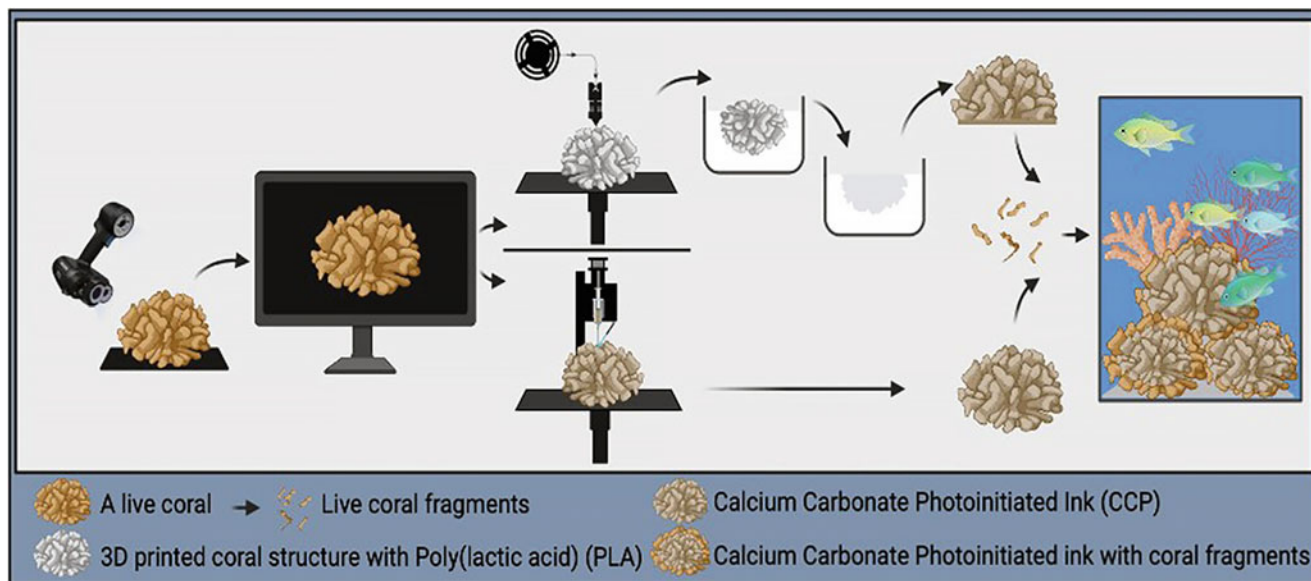 A live coral
Live coral fragments
Calcium Carbonate Photoinitiated Ink (CCP)
3D printed coral structure with Poly(lactic acid) (PLA)
Calcium Carbonate Photoinitiated ink with coral fragments